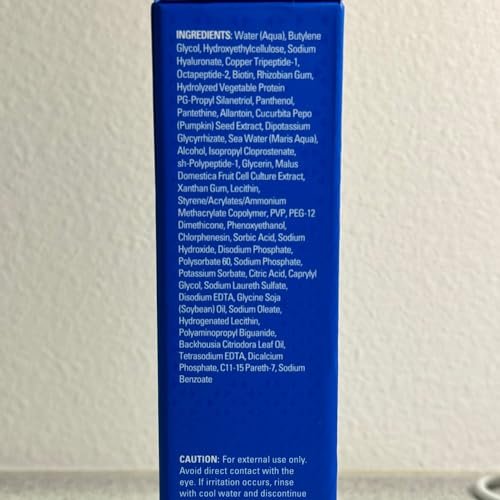 INGREDIENTS: Water (Aqua), Butylene
Glycol, Hydroxyethylcellulose, Sodium
Hyaluronate, Copper Tripeptide-1,
Octapeptide-2, Biotin, Rhizobian Gum,
Hydrolyzed Vegetable Protein
PG-Propyl Silanetriol, Panthenol,
Pantethine, Allantoin, Cucurbita Pepo
(Pumpkin) Seed Extract, Dipotassium
Glycyrrhizate, Sea Water (Maris Aqua),
Alcohol, Isopropyl Cloprostenate,
sh-Polypeptide-1, Glycerin, Malus
Domestica Fruit Cell Culture Extract,
Xanthan Gum, Lecithin,
Styrene/Acrylates/Ammonium
Methacrylate Copolymer, PVP, PEG-12
Dimethicone, Phenoxyethanol,
Chlorphenesin, Sorbic Acid, Sodium
Hydroxide, Disodium Phosphate,
Polysorbate 60, Sodium Phosphate,
Potassium Sorbate, Citric Acid, Caprylyl
Glycol, Sodium Laureth Sulfate,
Disodium EDTA, Glycine Soja
(Soybean) Oil, Sodium Oleate,
Hydrogenated Lecithin,
Polyaminopropyl Biguanide,
Backhousia Citriodora Leaf Oil,
Tetrasodium EDTA, Dicalcium
Phosphate, C11-15 Pareth-7, Sodium
Benzoate
CAUTION: For external use only.
Avoid direct contact with the
eye. If irritation occurs, rinse
with cool water and discontinue